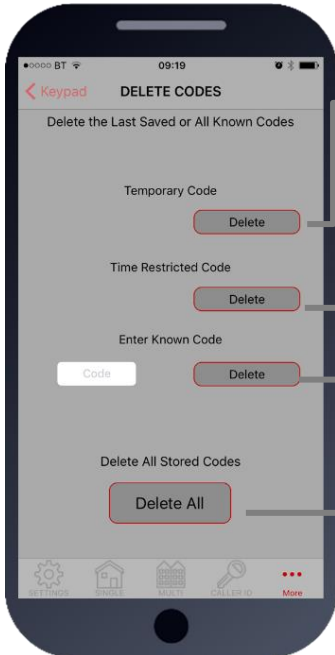 •oooo BT 09:19
Keypad DELETE CODES
Delete the Last Saved or All Known Codes
Temporary Code
Delete
Time Restricted Code
Delete
Enter Known Code
Code Delete
Delete All Stored Codes
Delete All
SETTINGS SINGLE MULTI CALLER ID More